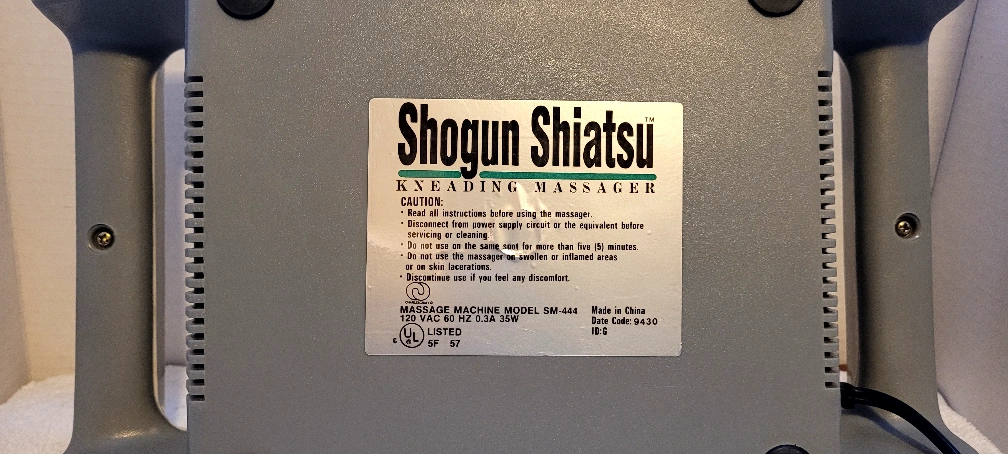 Shogun Shiatsu™
KNEADING MASSAGER
CAUTION:
· Read all instructions before using the massager.
· Disconnect from power supply circuit or the equivalent before
servicing or cleaning.
· Do not use on the same spot for more than five (5) minutes.
· Do not use the massager on swollen or inflamed areas
or on skin lacerations.
· Discontinue use if you feel any discomfort.
MASSAGE MACHINE MODEL SM-444
120 VAC 60 HZ 0.3A 35W
Made in China
Date Code: 9430
ID:G
c UL LISTED
5F 57